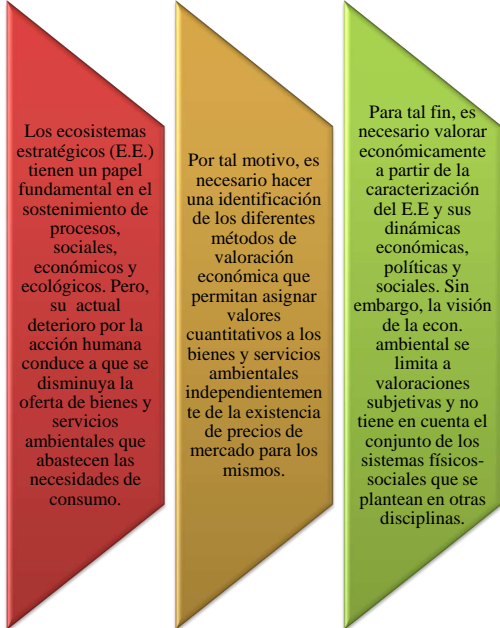 Los ecosistemas
estratégicos (E.E.)
tienen un papel
fundamental en el
sostenimiento de
procesos,
sociales,
económicos y
ecológicos. Pero,
su actual
deterioro por la
acción humana
conduce a que se
disminuya la
oferta de bienes y
servicios
ambientales que
abastecen las
necesidades de
consumo.
Por tal motivo, es
necesario hacer
una identificación
de los diferentes
métodos de
valoración
económica que
permitan asignar
valores
cuantitativos a los
bienes y servicios
ambientales
independientemen
te de la existencia
de precios de
mercado para los
mismos.
Para tal fin, es
necesario valorar
económicamente
a partir de la
caracterización
del E.E y sus
dinámicas
económicas,
políticas y
sociales. Sin
embargo, la visión
de la econ.
ambiental se
limita a
valoraciones
subjetivas y no
tiene en cuenta el
conjunto de los
sistemas físicos-
sociales que se
plantean en otras
disciplinas.